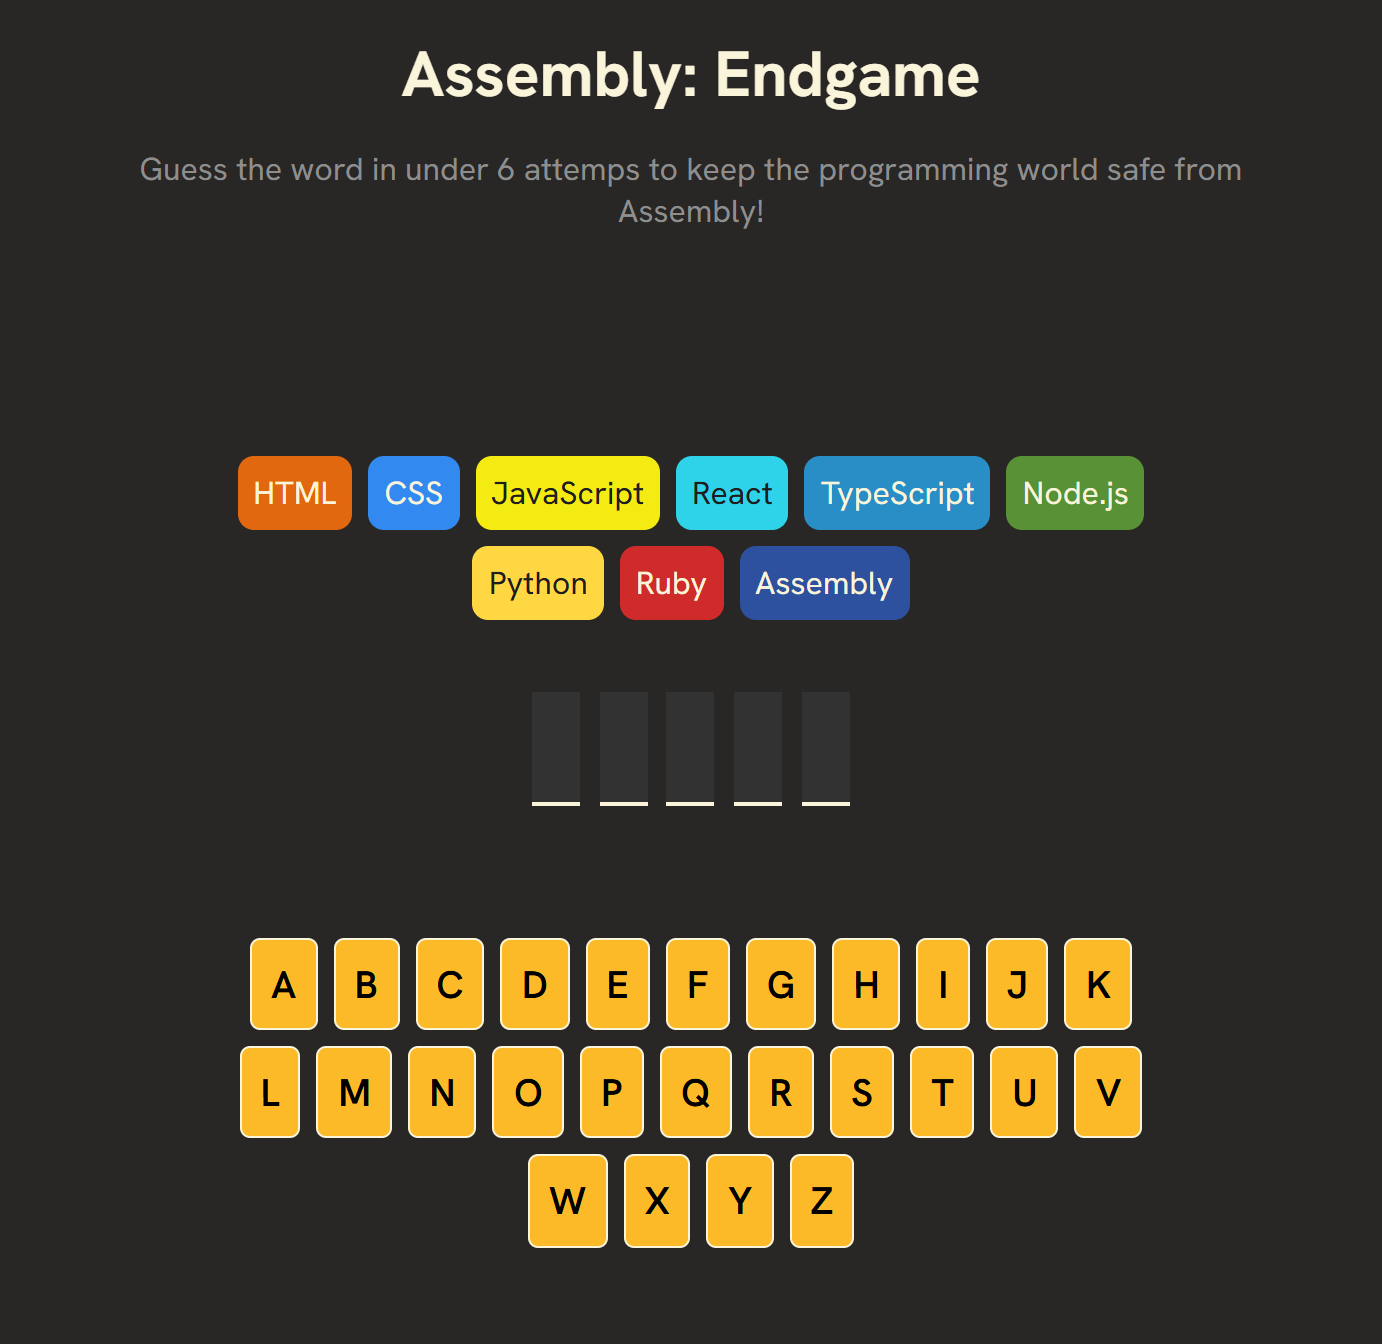 Assembly: Endgame
Guess the word in under 6 attemps to keep the programming world safe from
Assembly!
HTML CSS JavaScript React TypeScript Node.js
Python Ruby Assembly
A B C D E F G H I J K
L M N O P Q R S T U V
W X Y Z